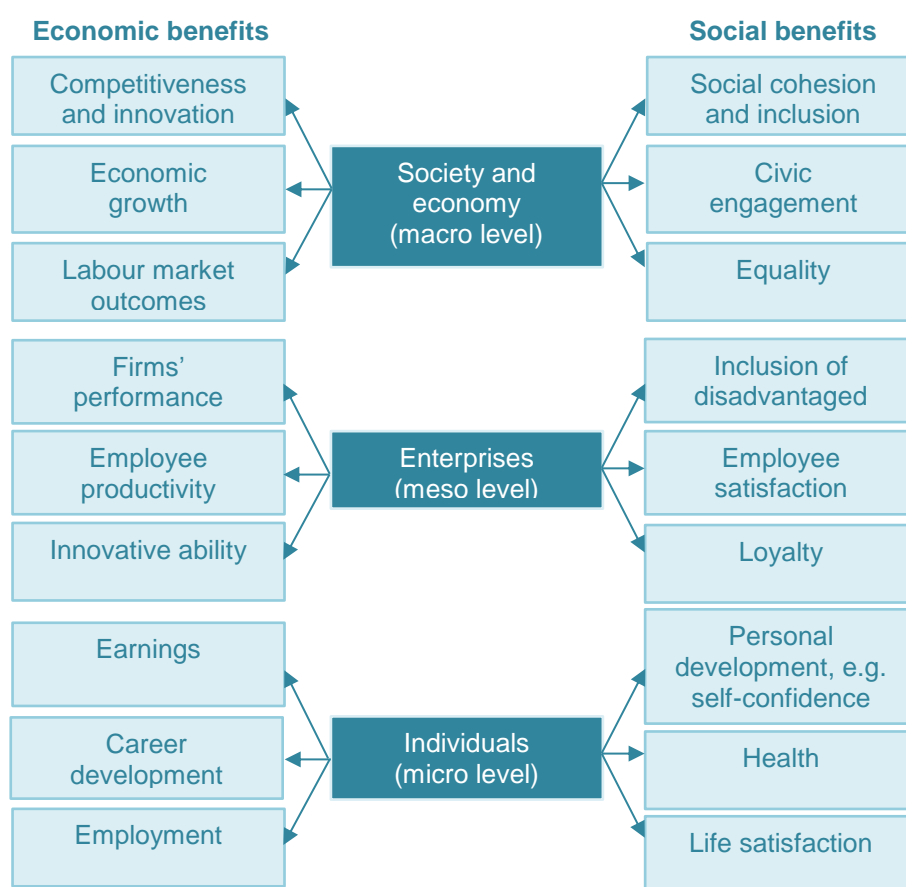 Economic benefits
Social benefits
Competitiveness
and innovation
Economic
growth
Labour market
outcomes
Society and
economy
(macro level)
Social cohesion
and inclusion
Civic
engagement
Equality
Firms’
performance
Employee
productivity
Innovative ability
Enterprises
(meso level)
Inclusion of
disadvantaged
Employee
satisfaction
Loyalty
Earnings
Career
development
Employment
Individuals
(micro level)
Personal
development, e.g.
self-confidence
Health
Life satisfaction